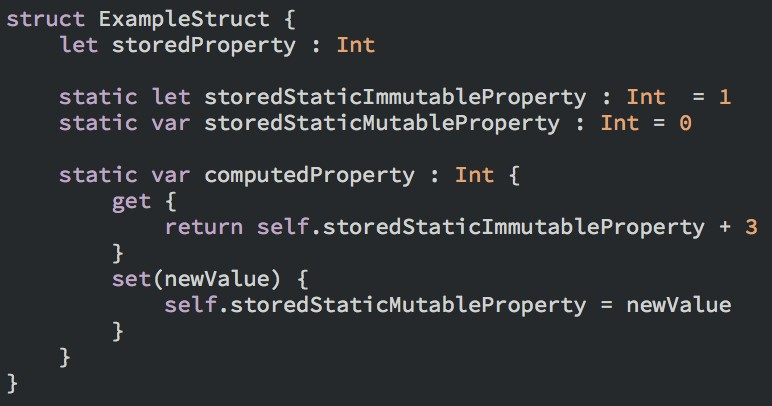 struct ExampleStruct {
    let storedProperty : Int

    static let storedStaticImmutableProperty : Int  = 1
    static var storedStaticMutableProperty : Int = 0

    static var computedProperty : Int {
        get {
            return self.storedStaticImmutableProperty + 3
        }
        set(newValue) {
            self.storedStaticMutableProperty = newValue
        }
    }
}